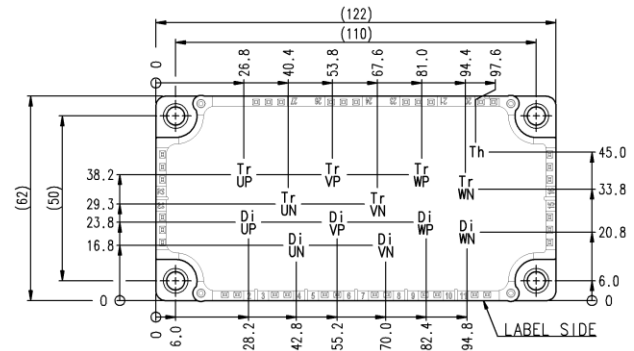 (122)
(110)
0
26.8
40.4
53.8
67.6
81.0
94.4
97.6
(62)
(50)
38.2
29.3
23.8
16.8
0
Tr
UP
Tr
VP
Tr
WP
Th
Tr
WN
Tr
UN
Tr
VN
Di
UP
Di
VP
Di
WP
Di
WN
Di
UN
Di
VN
45.0
33.8
20.8
6.0
0
0
6.0
28.2
42.8
55.2
70.0
82.4
94.8
LABEL SIDE